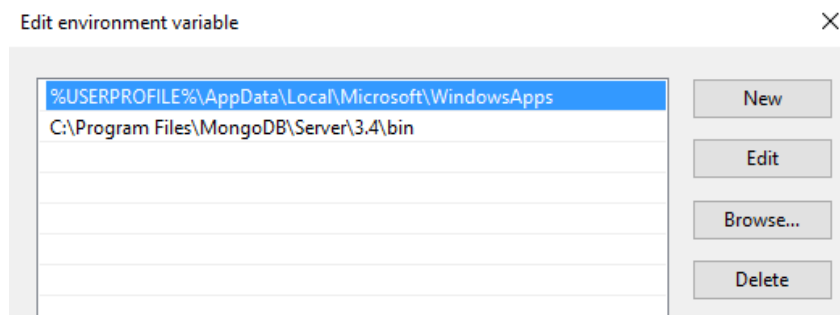 Edit environment variable
%USERPROFILE%\AppData\Local\Microsoft\WindowsApps
C:\Program Files\MongoDB\Server\3.4\bin
New
Edit
Browse...
Delete